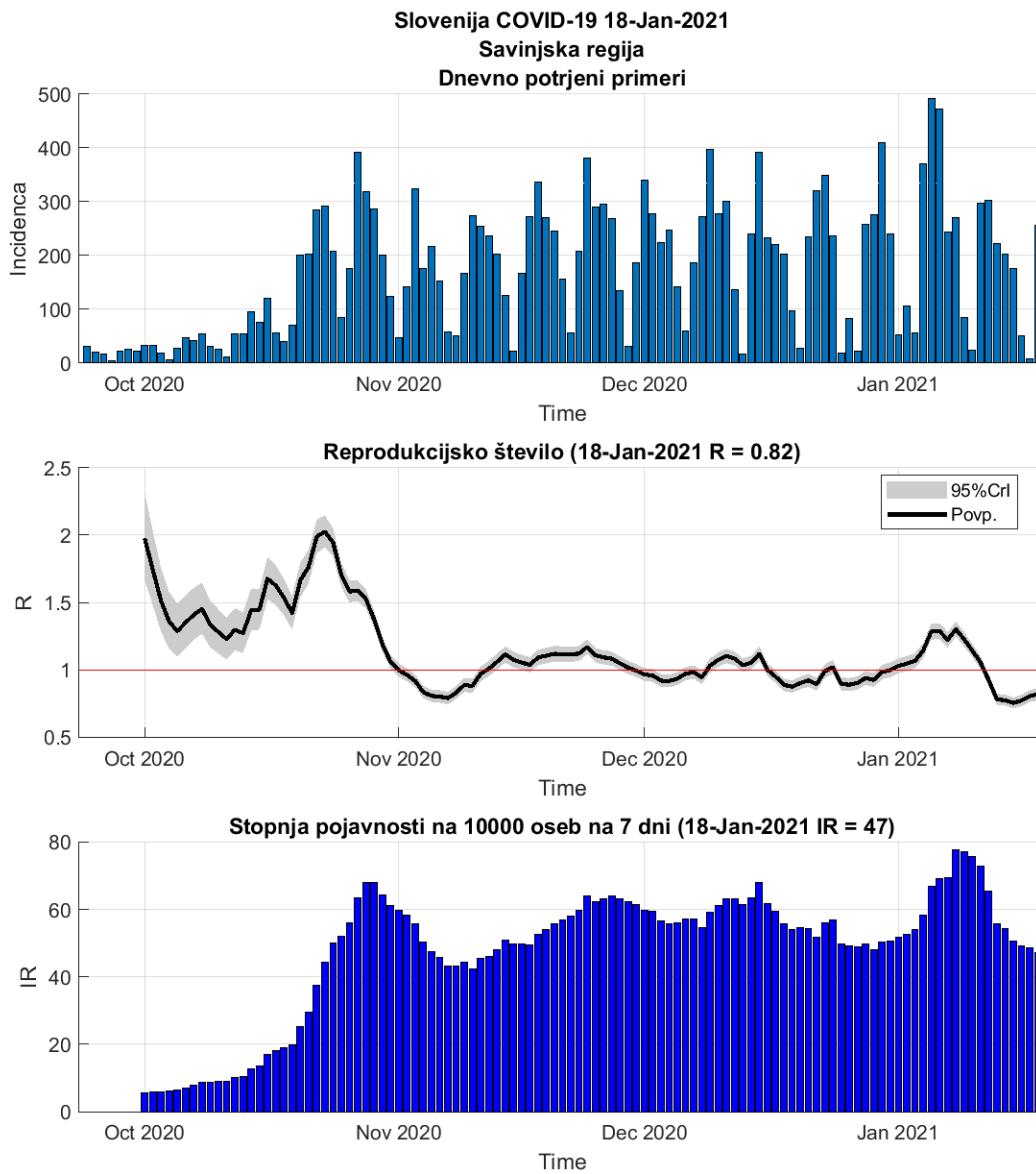 Slovenija COVID-19 18-Jan-2021
Savinjska regija
Dnevno potrjeni primeri
500
400
300
200
100
0
Incidenca
Oct 2020
Nov 2020
Dec 2020
Jan 2021
Time
Reprodukcijsko število (18-Jan-2021 R = 0.82)
2.5
2
1.5
1
0.5
R
95%CrI
Povp.
Oct 2020
Nov 2020
Dec 2020
Jan 2021
Time
Stopnja pojavnosti na 10000 oseb na 7 dni (18-Jan-2021 IR = 47)
80
60
40
20
0
IR
Oct 2020
Nov 2020
Dec 2020
Jan 2021
Time